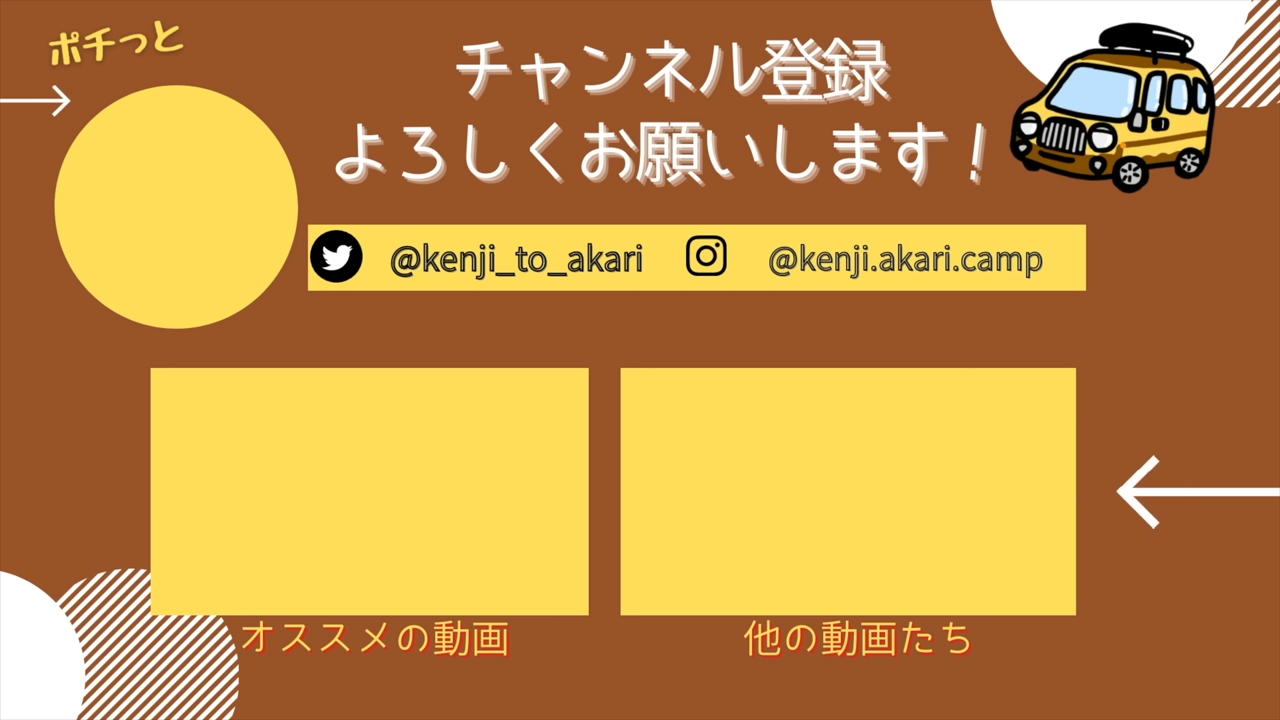 ポチっと
チャンネル登録
よろしくお願いします!
@kenji_to_akari @kenji.akari.camp
オススメの動画
他の動画たち